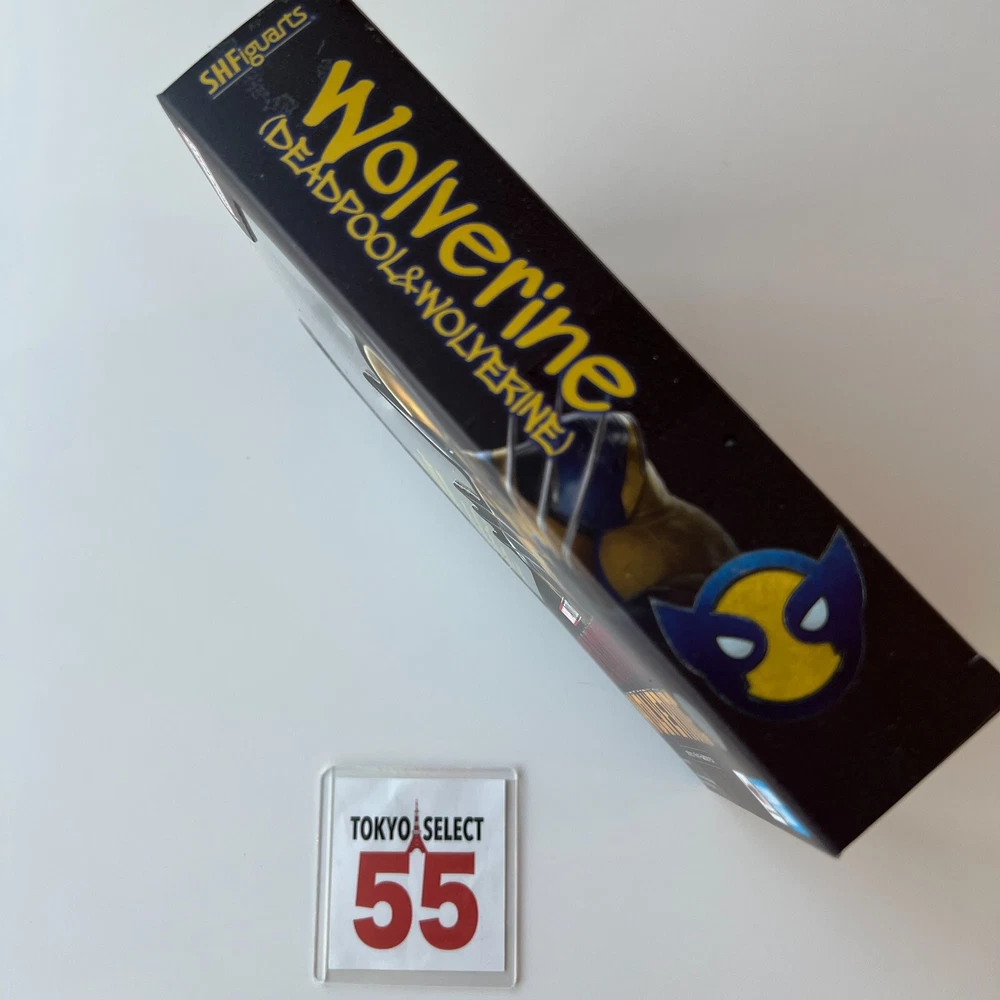 S.H.Figuarts
Wolverine
(DEADPOOL&WOLVERINE)
TOKYO SELECT
55